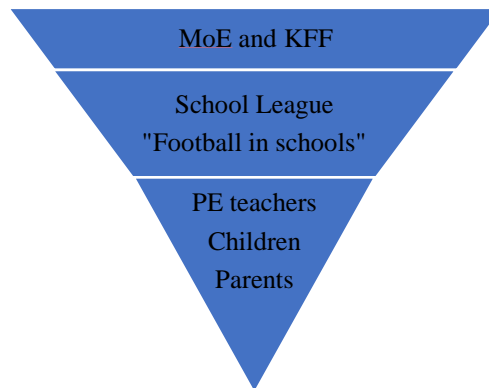 MoE and KFF
School League
"Football in schools"
PE teachers
Children
Parents